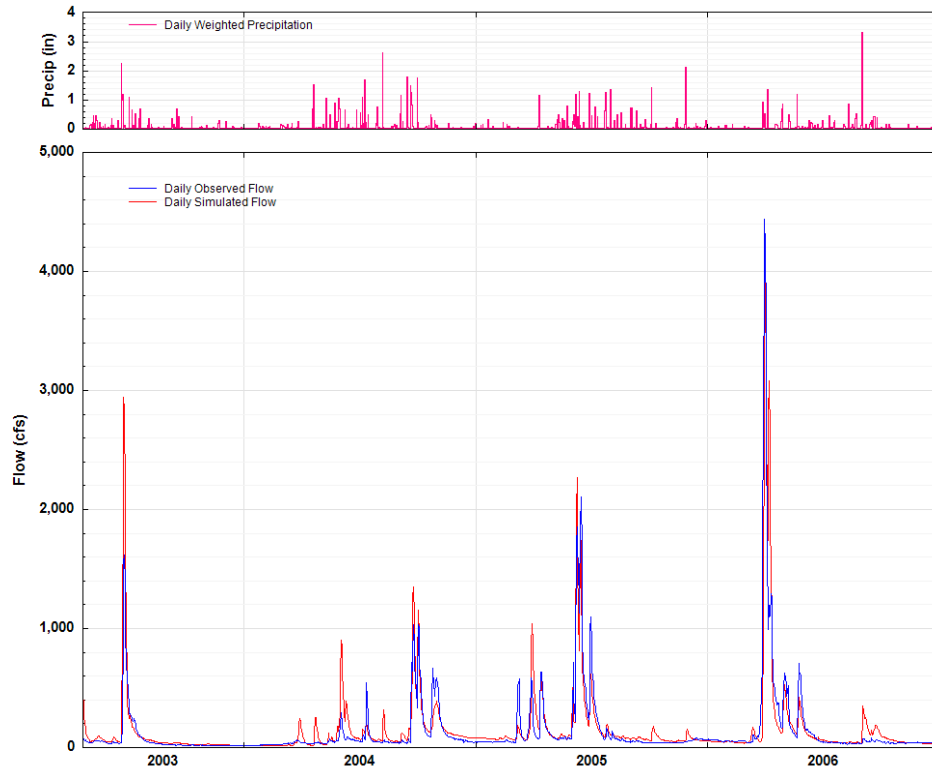 4
3
2
1
0
Precip (in)
Daily Weighted Precipitation
5,000
4,000
3,000
2,000
1,000
0
Flow (cfs)
Daily Observed Flow
Daily Simulated Flow
2003 2004 2005 2006